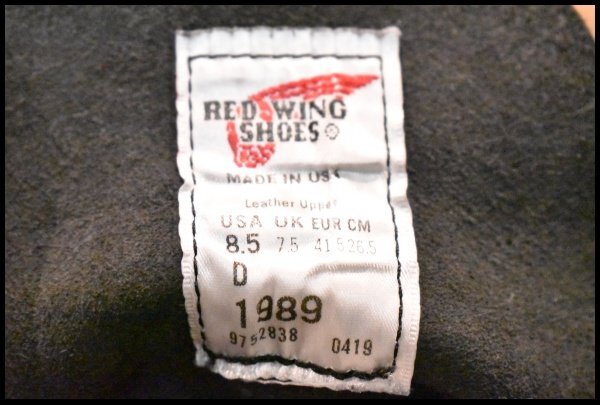 RED WING
SHOES®
MADE IN USA
Leather Upper
USA UK EUR CM
8.5 7.5 41.5 26.5
D
1989
9752838 0419